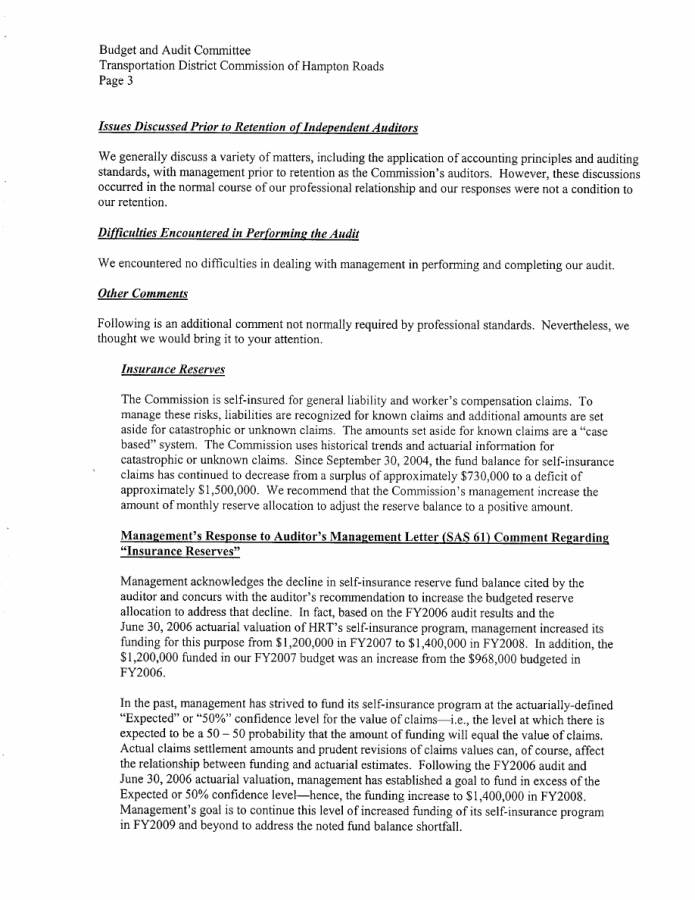 Budget and Audit Committee
Transportation District Commission of Hampton Roads
Page 3
Issues Discussed Prior to Retention of Independent Auditors
We generally discuss a variety of matters, including the application of accounting principles and auditing
standards, with management prior to retention as the Commission's auditors. However, these discussions
occurred in the normal course of our professional relationship and our responses were not a condition to
our retention.
Difficulties Encountered in Performing the Audit
We encountered no difficulties in dealing with management in performing and completing our audit.
Other Comments
Following is an additional comment not normally required by professional standards. Nevertheless, we
thought we would bring it to your attention.
Insurance Reserves
The Commission is self-insured for general liability and worker's compensation claims. To
manage these risks, liabilities are recognized for known claims and additional amounts are set
aside for catastrophic or unknown claims. The amounts set aside for known claims are a "case
based" system. The Commission uses historical trends and actuarial information for
catastrophic or unknown claims. Since September 30, 2004, the fund balance for self-insurance
claims has continued to decrease from a surplus of approximately $730,000 to a deficit of
approximately $1,500,000. We recommend that the Commission's management increase the
amount of monthly reserve allocation to adjust the reserve balance to a positive amount.
Management's Response to Auditor's Management Letter (SAS 61) Comment Regarding
"Insurance Reserves"
Management acknowledges the decline in self-insurance reserve fund balance cited by the
auditor and concurs with the auditor's recommendation to increase the budgeted reserve
allocation to address that decline. In fact, based on the FY2006 audit results and the
June 30, 2006 actuarial valuation of HRT's self-insurance program, management increased its
funding for this purpose from $1,200,000 in FY2007 to $1,400,000 in FY2008. In addition, the
$1,200,000 funded in our FY2007 budget was an increase from the $968,000 budgeted in
FY2006.
In the past, management has strived to fund its self-insurance program at the actuarially-defined
"Expected" or "50%" confidence level for the value of claims—i.e., the level at which there is
expected to be a 50 – 50 probability that the amount of funding will equal the value of claims.
Actual claims settlement amounts and prudent revisions of claims values can, of course, affect
the relationship between funding and actuarial estimates. Following the FY2006 audit and
June 30, 2006 actuarial valuation, management has established a goal to fund in excess of the
Expected or 50% confidence level—hence, the funding increase to $1,400,000 in FY2008.
Management's goal is to continue this level of increased funding of its self-insurance program
in FY2009 and beyond to address the noted fund balance shortfall.